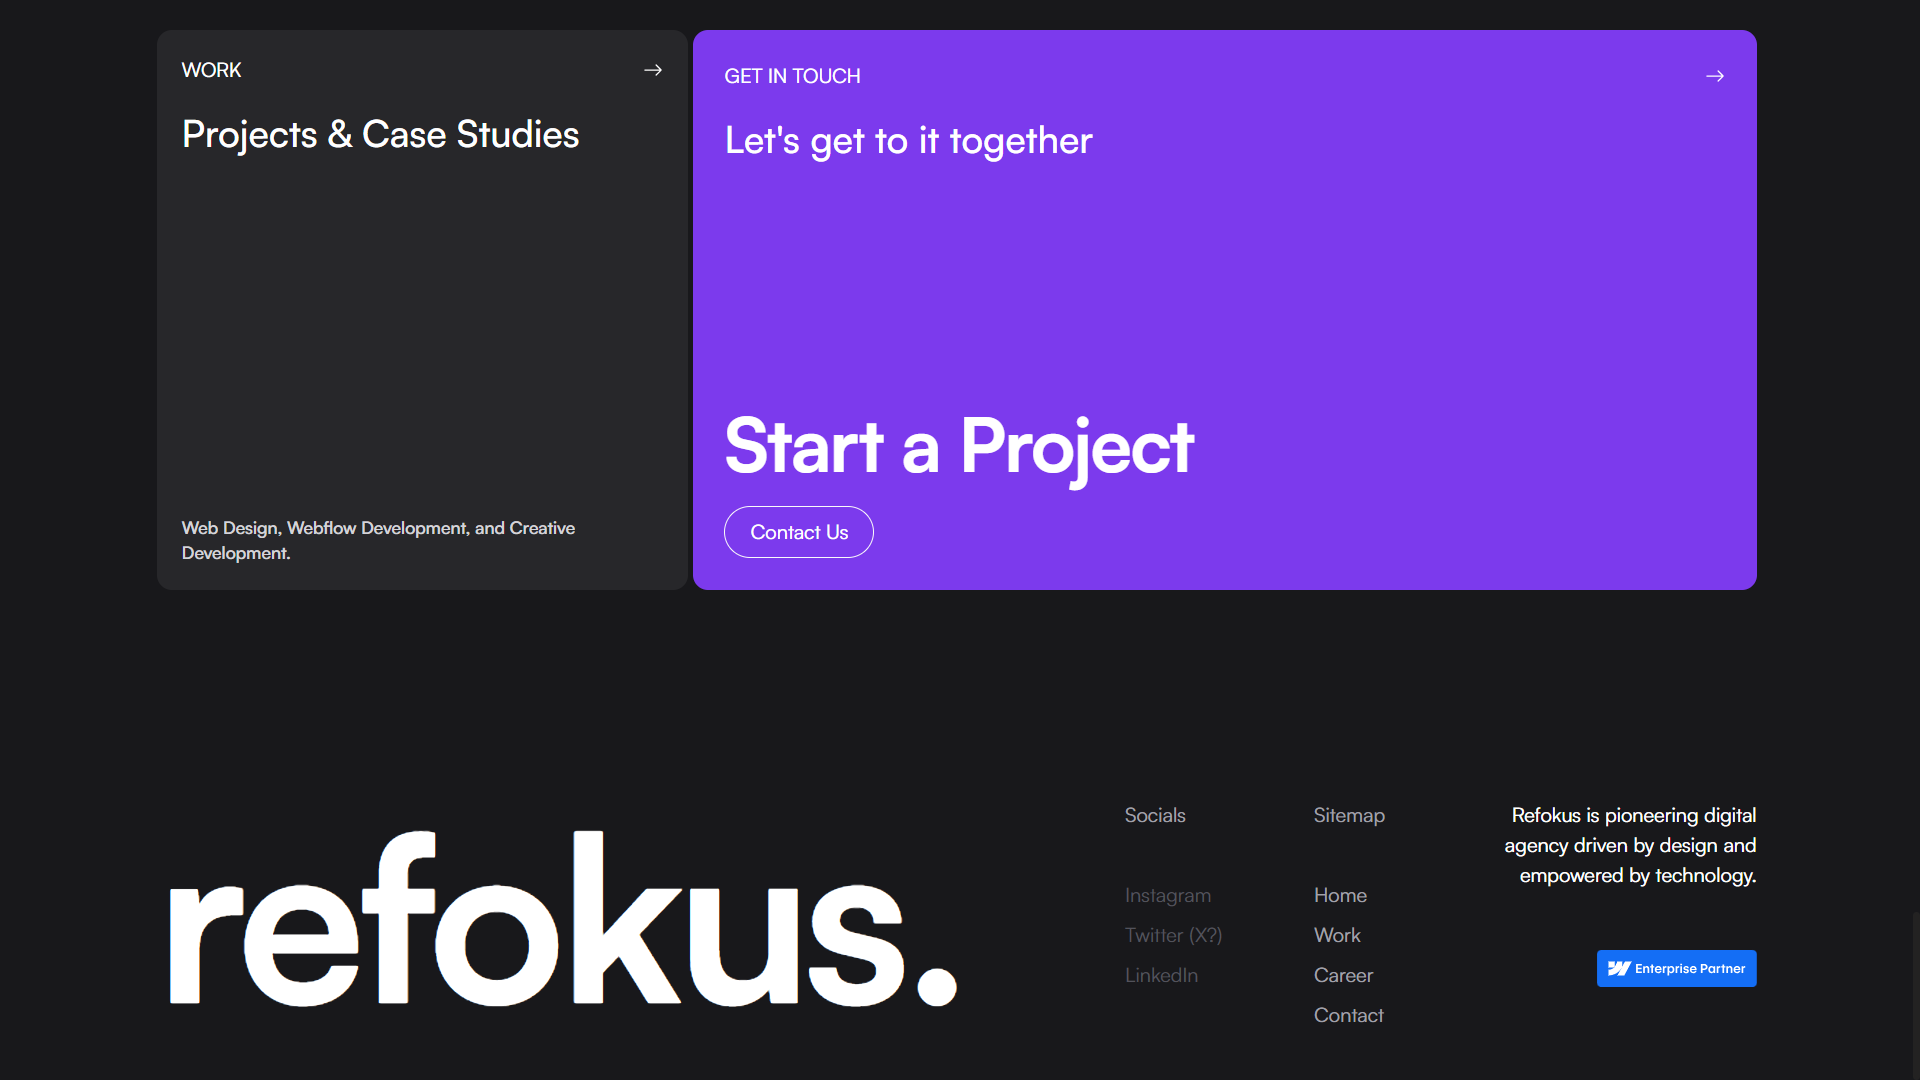 WORK
Projects & Case Studies
Web Design, Webflow Development, and Creative
Development.
GET IN TOUCH
Let's get to it together
Start a Project
Contact Us
refokus.
Socials
Instagram
Twitter (X?)
LinkedIn
Sitemap
Home
Work
Career
Contact
Refokus is pioneering digital
agency driven by design and
empowered by technology.
Enterprise Partner